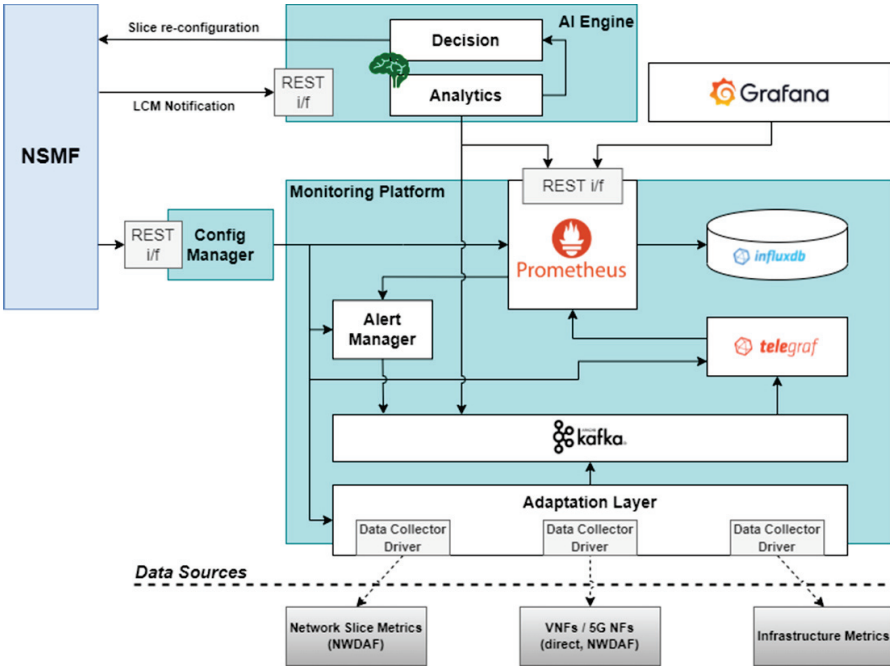 Slice re-configuration
AI Engine
Decision
REST
i/f
Analytics
LCM Notification
Grafana
NSMF
Monitoring Platform
REST i/f
REST
i/f
Config
Manager
Prometheus
influxdb
Alert
Manager
telegraf
kafka
Adaptation Layer
Data Collector
Driver
Data Collector
Driver
Data Collector
Driver
Data Sources
Network Slice Metrics
(NWDAF)
VNFs / 5G NFs
(direct, NWDAF)
Infrastructure Metrics